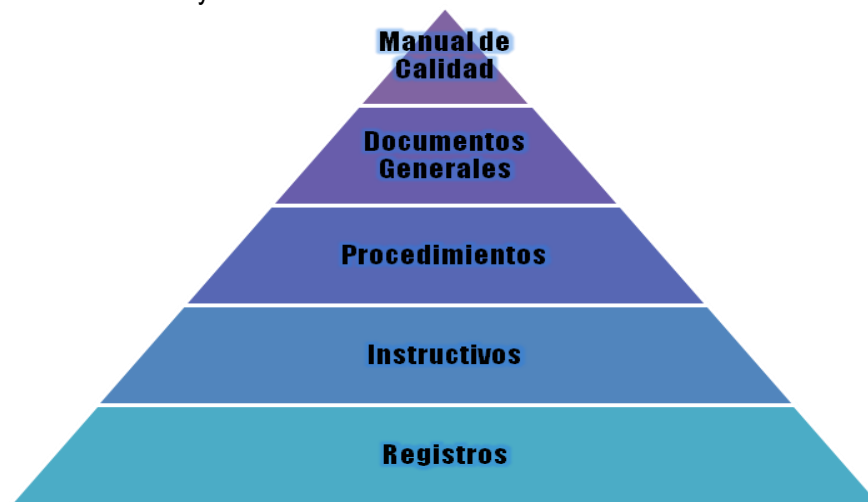 Manual de
Calidad
Documentos
Generales
Procedimientos
Instructivos
Registros